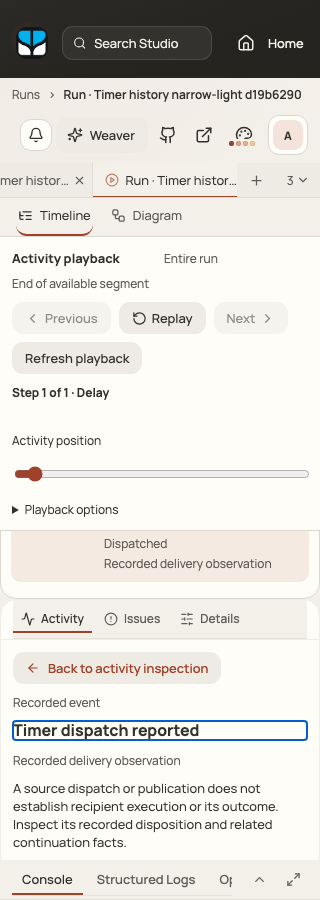 Search Studio
Home
Runs > Run · Timer history narrow-light d19b6290
Weaver
A
mer histor...
Run · Timer histor...
3
Timeline
Diagram
Activity playback
Entire run
End of available segment
Previous
Replay
Next
Refresh playback
Step 1 of 1 · Delay
Activity position
Playback options
Dispatched
Recorded delivery observation
Activity
Issues
Details
Back to activity inspection
Recorded event
Timer dispatch reported
Recorded delivery observation
A source dispatch or publication does not
establish recipient execution or its outcome.
Inspect its recorded disposition and related
continuation facts.
Console
Structured Logs